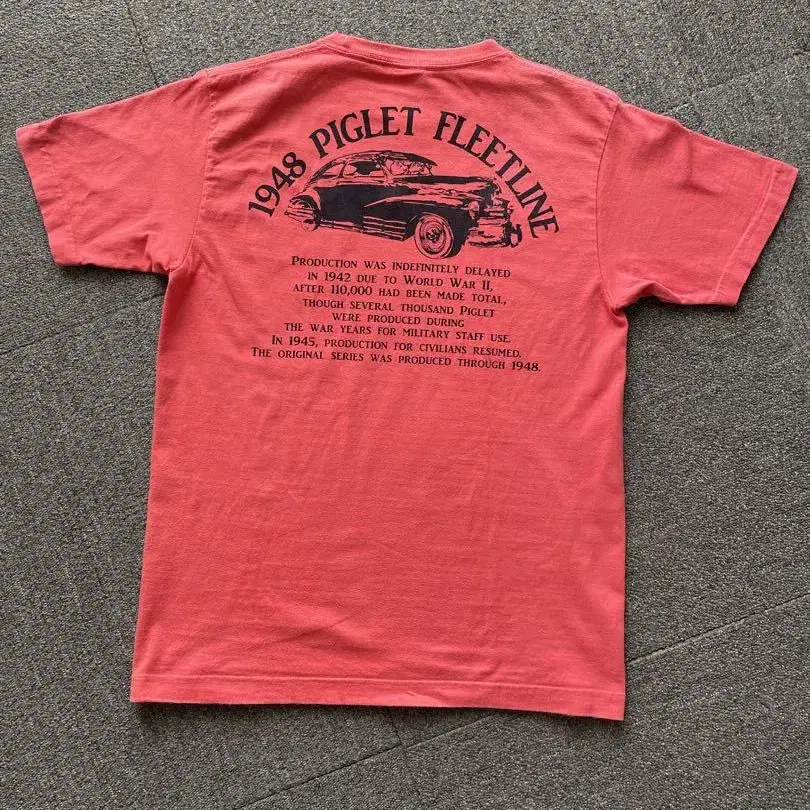 1948 PIGLET FLEETLINE
PRODUCTION WAS INDEFINITELY DELAYED
IN 1942 DUE TO WORLD WAR II,
AFTER 110,000 HAD BEEN MADE TOTAL,
THOUGH SEVERAL THOUSAND PIGLET
WERE PRODUCED DURING
THE WAR YEARS FOR MILITARY STAFF USE.
IN 1945, PRODUCTION FOR CIVILIANS RESUMED.
THE ORIGINAL SERIES WAS PRODUCED THROUGH 1948.